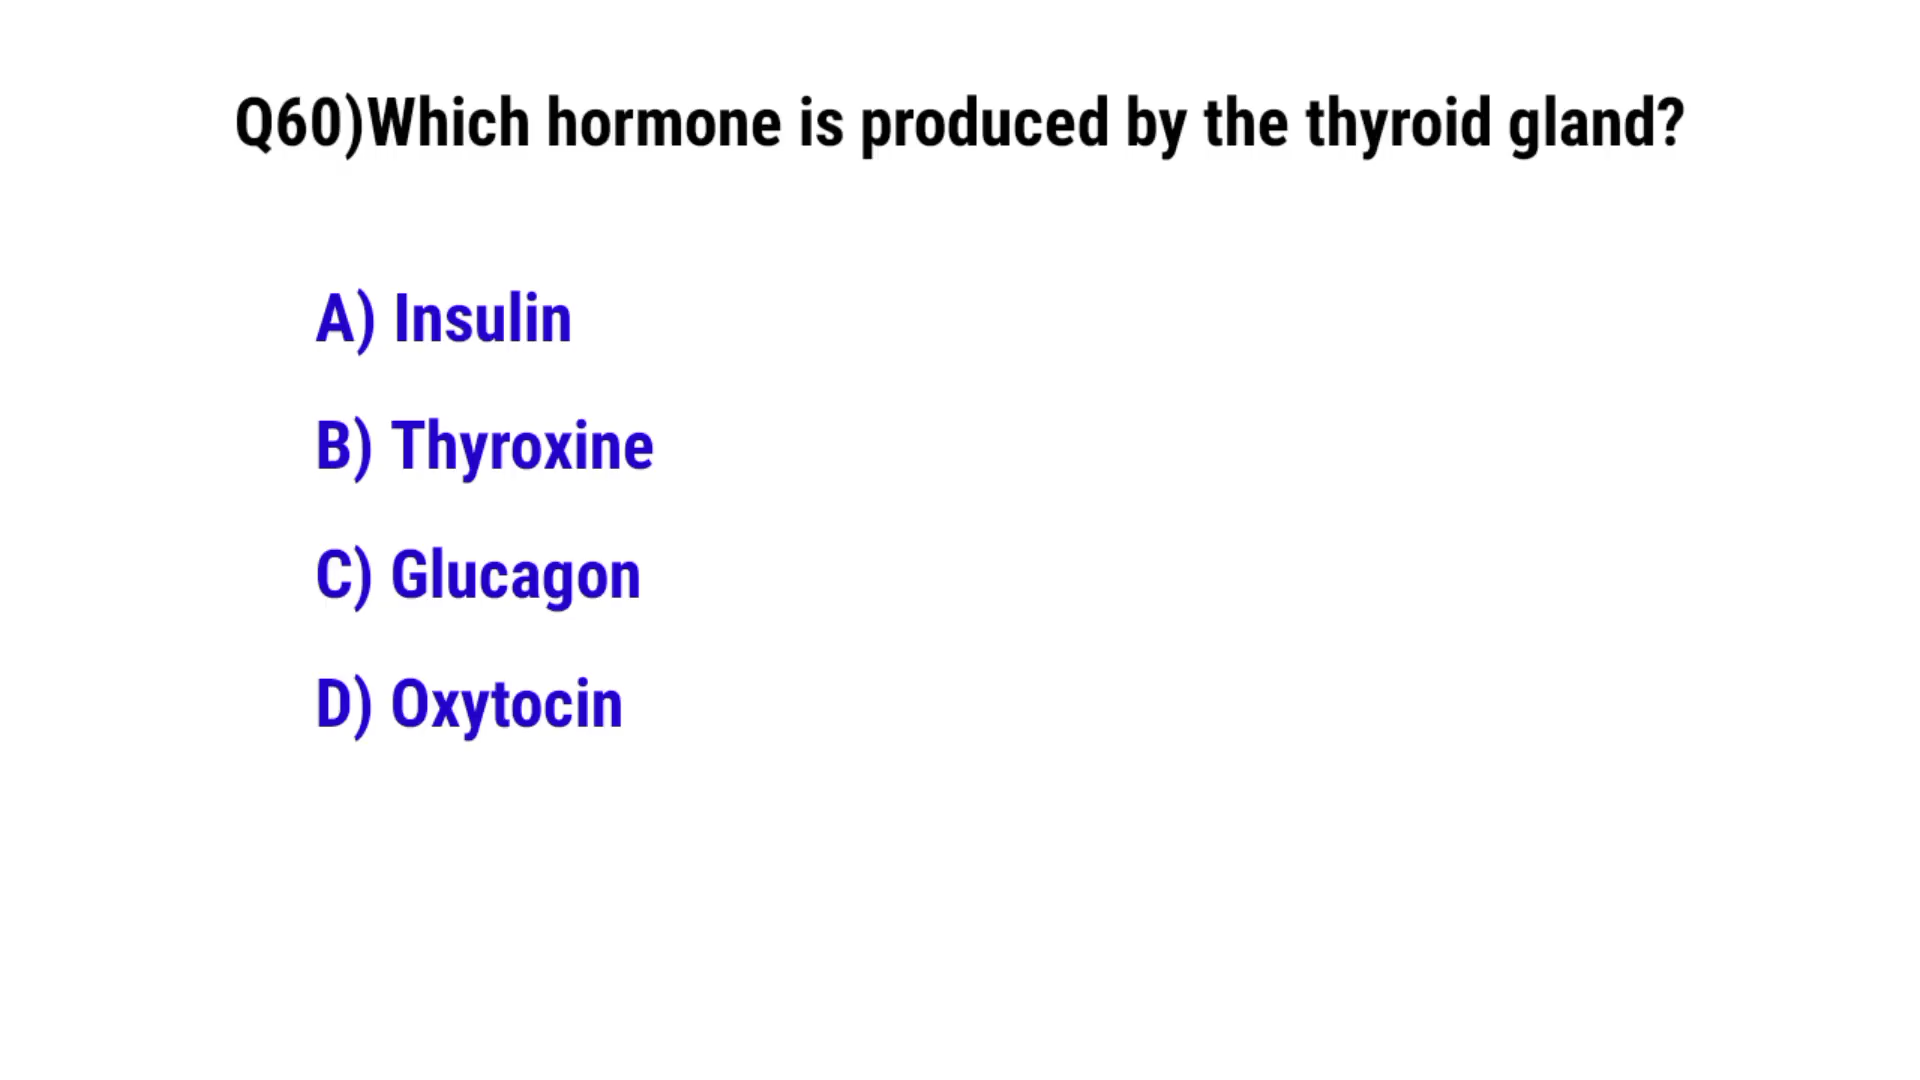 Q60)Which hormone is produced by the thyroid gland?
A) Insulin
B) Thyroxine
C) Glucagon
D) Oxytocin